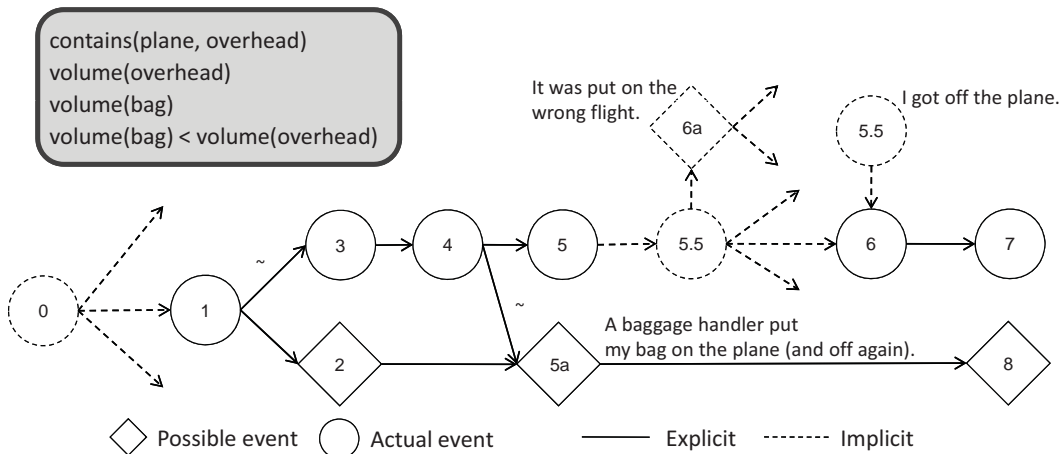 contains(plane, overhead)
volume(overhead)
volume(bag)
volume(bag) < volume(overhead)
It was put on the
wrong flight.
6a
5.5
I got off the plane.
3
4
5
5.5
6
7
~
0
1
~
2
5a
A baggage handler put
my bag on the plane (and off again).
8
Possible event
Actual event
Explicit
Implicit